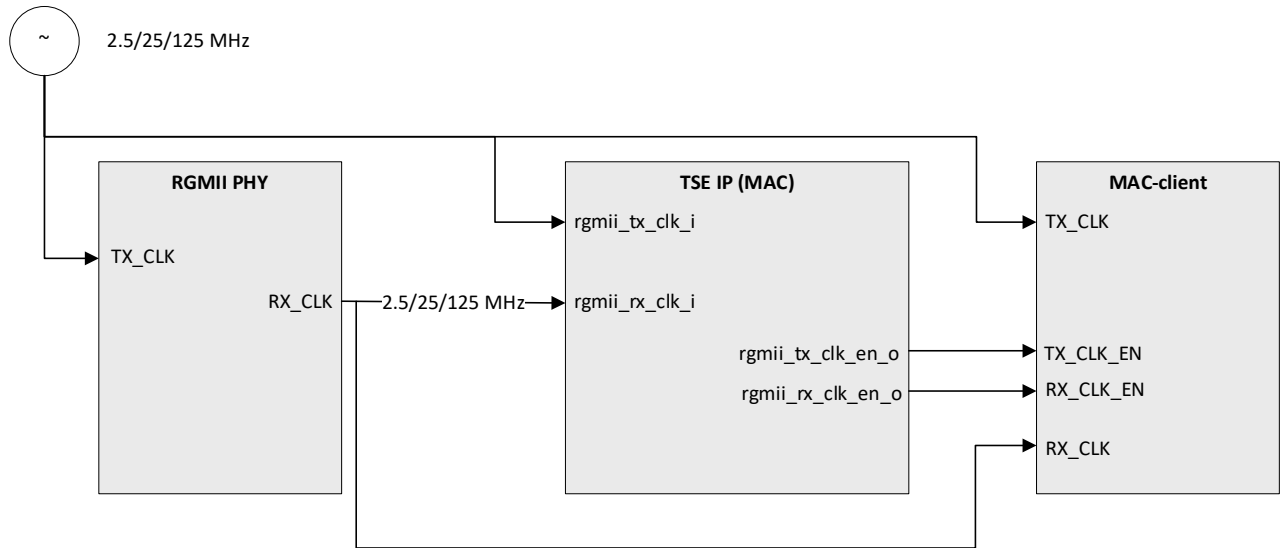 ~
2.5/25/125 MHz
RGMII PHY
TSE IP (MAC)
MAC-client
rgmii_tx_clk_i
TX_CLK
TX_CLK
RX_CLK
2.5/25/125 MHz
rgmii_rx_clk_i
rgmii_tx_clk_en_o
TX_CLK_EN
rgmii_rx_clk_en_o
RX_CLK_EN
RX_CLK